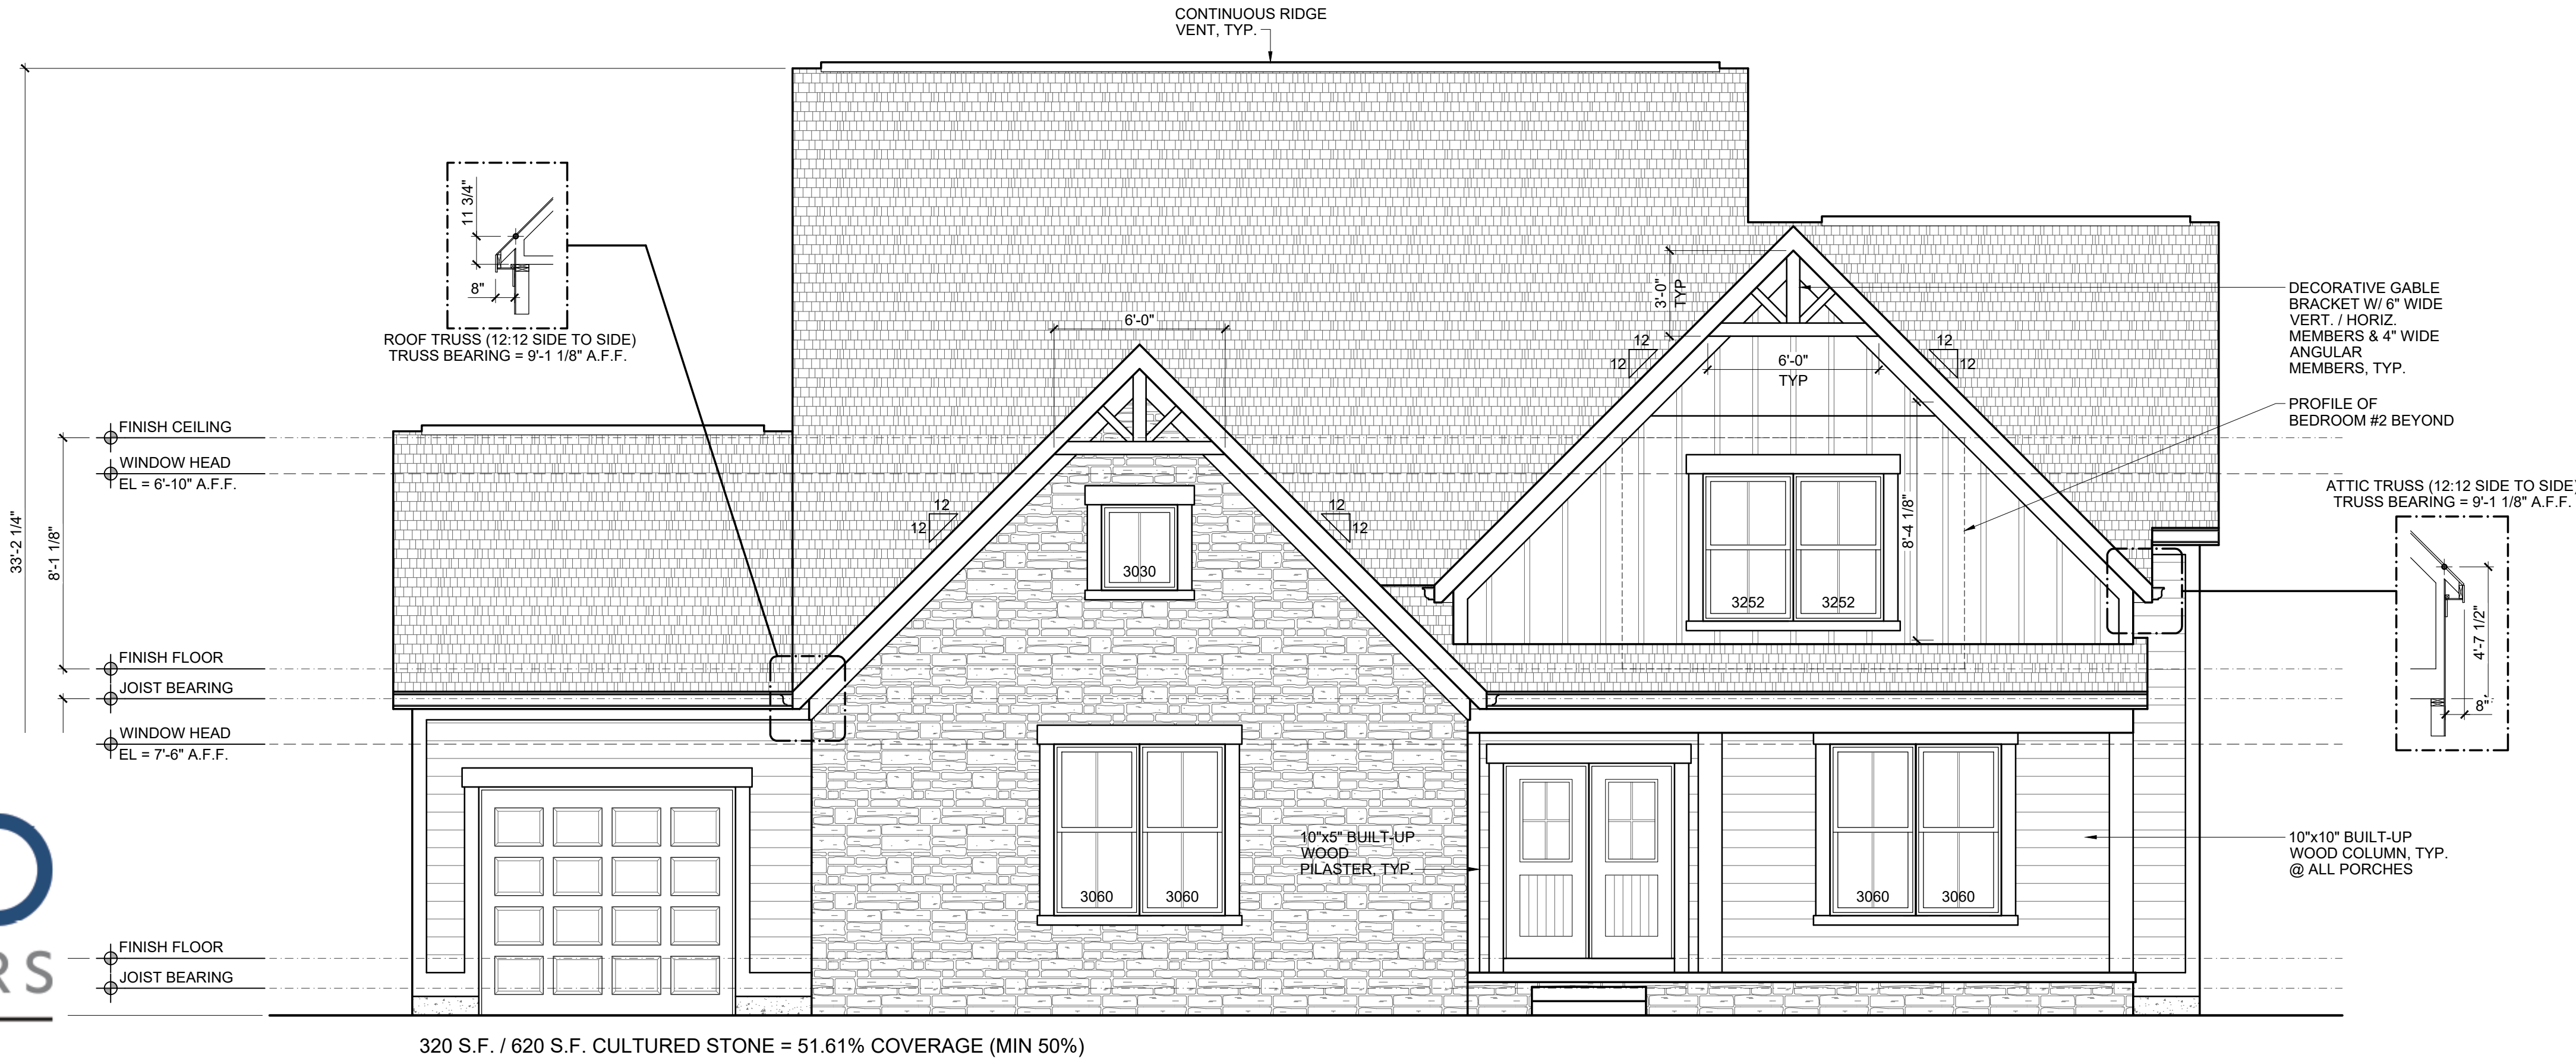 CONTINUOUS RIDGE
VENT, TYP.
11 3/4"
8"
ROOF TRUSS (12:12 SIDE TO SIDE)
TRUSS BEARING = 9'-1 1/8" A.F.F.
6'-0"
3'-0"
TYP
12
12
12
12
6'-0"
TYP
DECORATIVE GABLE
BRACKET W/ 6" WIDE
VERT. / HORIZ.
MEMBERS & 4" WIDE
ANGULAR
MEMBERS, TYP.
PROFILE OF
BEDROOM #2 BEYOND
FINISH CEILING
WINDOW HEAD
EL = 6'-10" A.F.F.
33'-2 1/4"
8'-1 1/8"
12
12
12
12
3030
8'-4 1/8"
3252
3252
ATTIC TRUSS (12:12 SIDE TO SIDE)
TRUSS BEARING = 9'-1 1/8" A.F.F.
4'-7 1/2"
8"
FINISH FLOOR
JOIST BEARING
WINDOW HEAD
EL = 7'-6" A.F.F.
10"x5" BUILT-UP
WOOD
PILASTER, TYP.
10"x10" BUILT-UP
WOOD COLUMN, TYP.
@ ALL PORCHES
3060
3060
3060
3060
FINISH FLOOR
JOIST BEARING
RS
320 S.F. / 620 S.F. CULTURED STONE = 51.61% COVERAGE (MIN 50%)